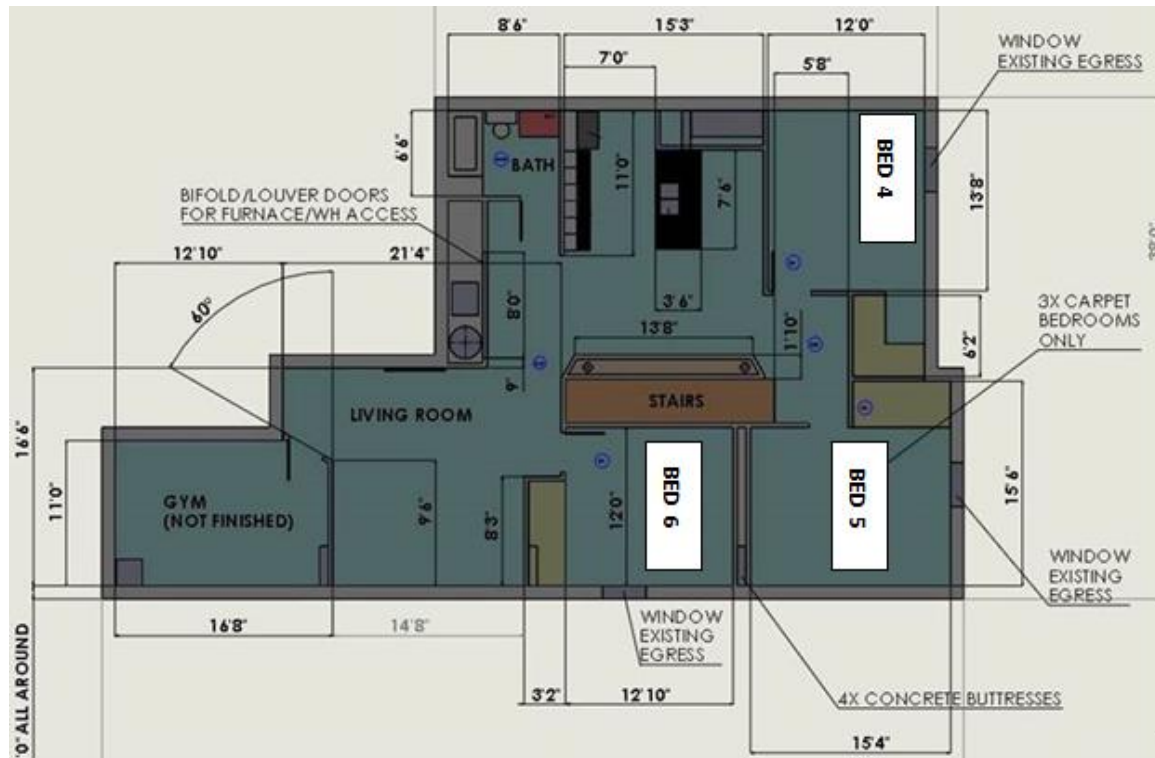 8'6"
15'3"
12'0"
WINDOW
EXISTING EGRESS
7'0"
5'8"
6'6"
BATH
11'0"
7'6"
BED 4
13'8"
BIFOLD/LOUVER DOORS
FOR FURNACE/WH ACCESS
12'10"
21'4"
60°
8'0"
3'6"
13'8"
1'10"
6'2"
3X CARPET
BEDROOMS
ONLY
9"
STAIRS
LIVING ROOM
16'6"
11'0"
GYM
(NOT FINISHED)
9'6"
8'3"
12'0"
BED 6
BED 5
15'6"
38'0"
WINDOW
EXISTING
EGRESS
WINDOW
EXISTING
EGRESS
16'8"
14'8"
3'2"
12'10"
4X CONCRETE BUTTRESSES
15'4"
'0" ALL AROUND